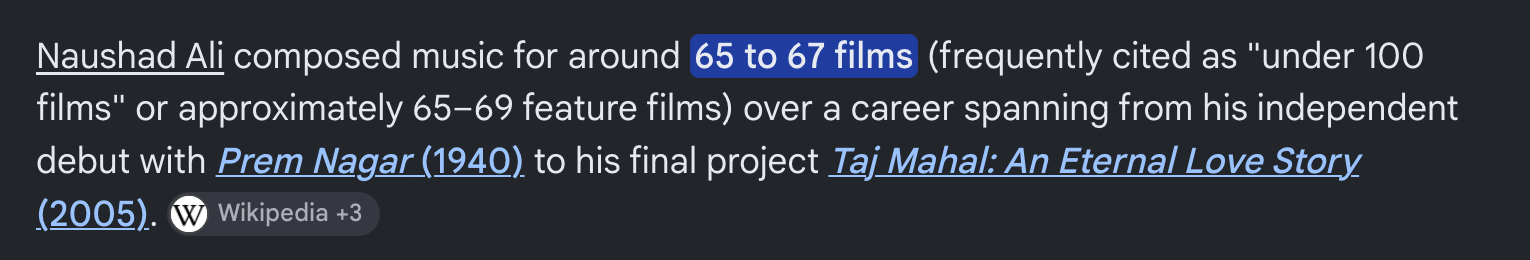 Naushad Ali composed music for around 65 to 67 films (frequently cited as "under 100
films" or approximately 65–69 feature films) over a career spanning from his independent
debut with Prem Nagar (1940) to his final project Taj Mahal: An Eternal Love Story
(2005). W Wikipedia +3